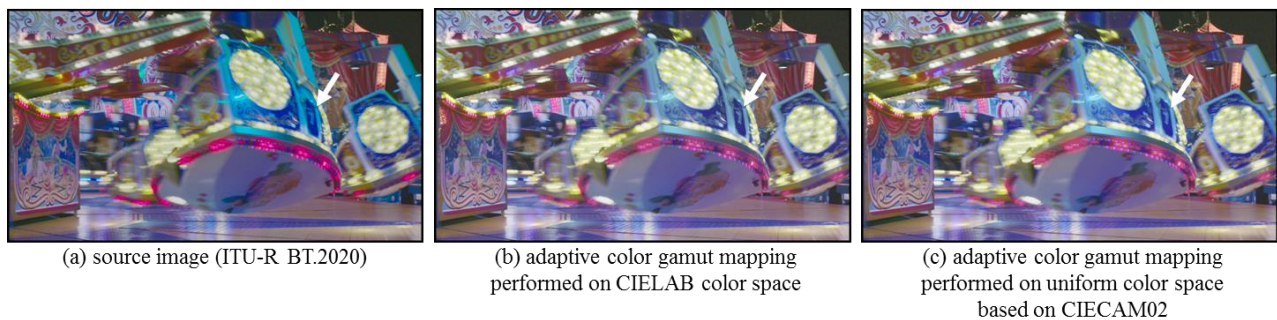 (a) source image (ITU-R BT.2020)
(b) adaptive color gamut mapping
performed on CIELAB color space
(c) adaptive color gamut mapping
performed on uniform color space
based on CIECAM02